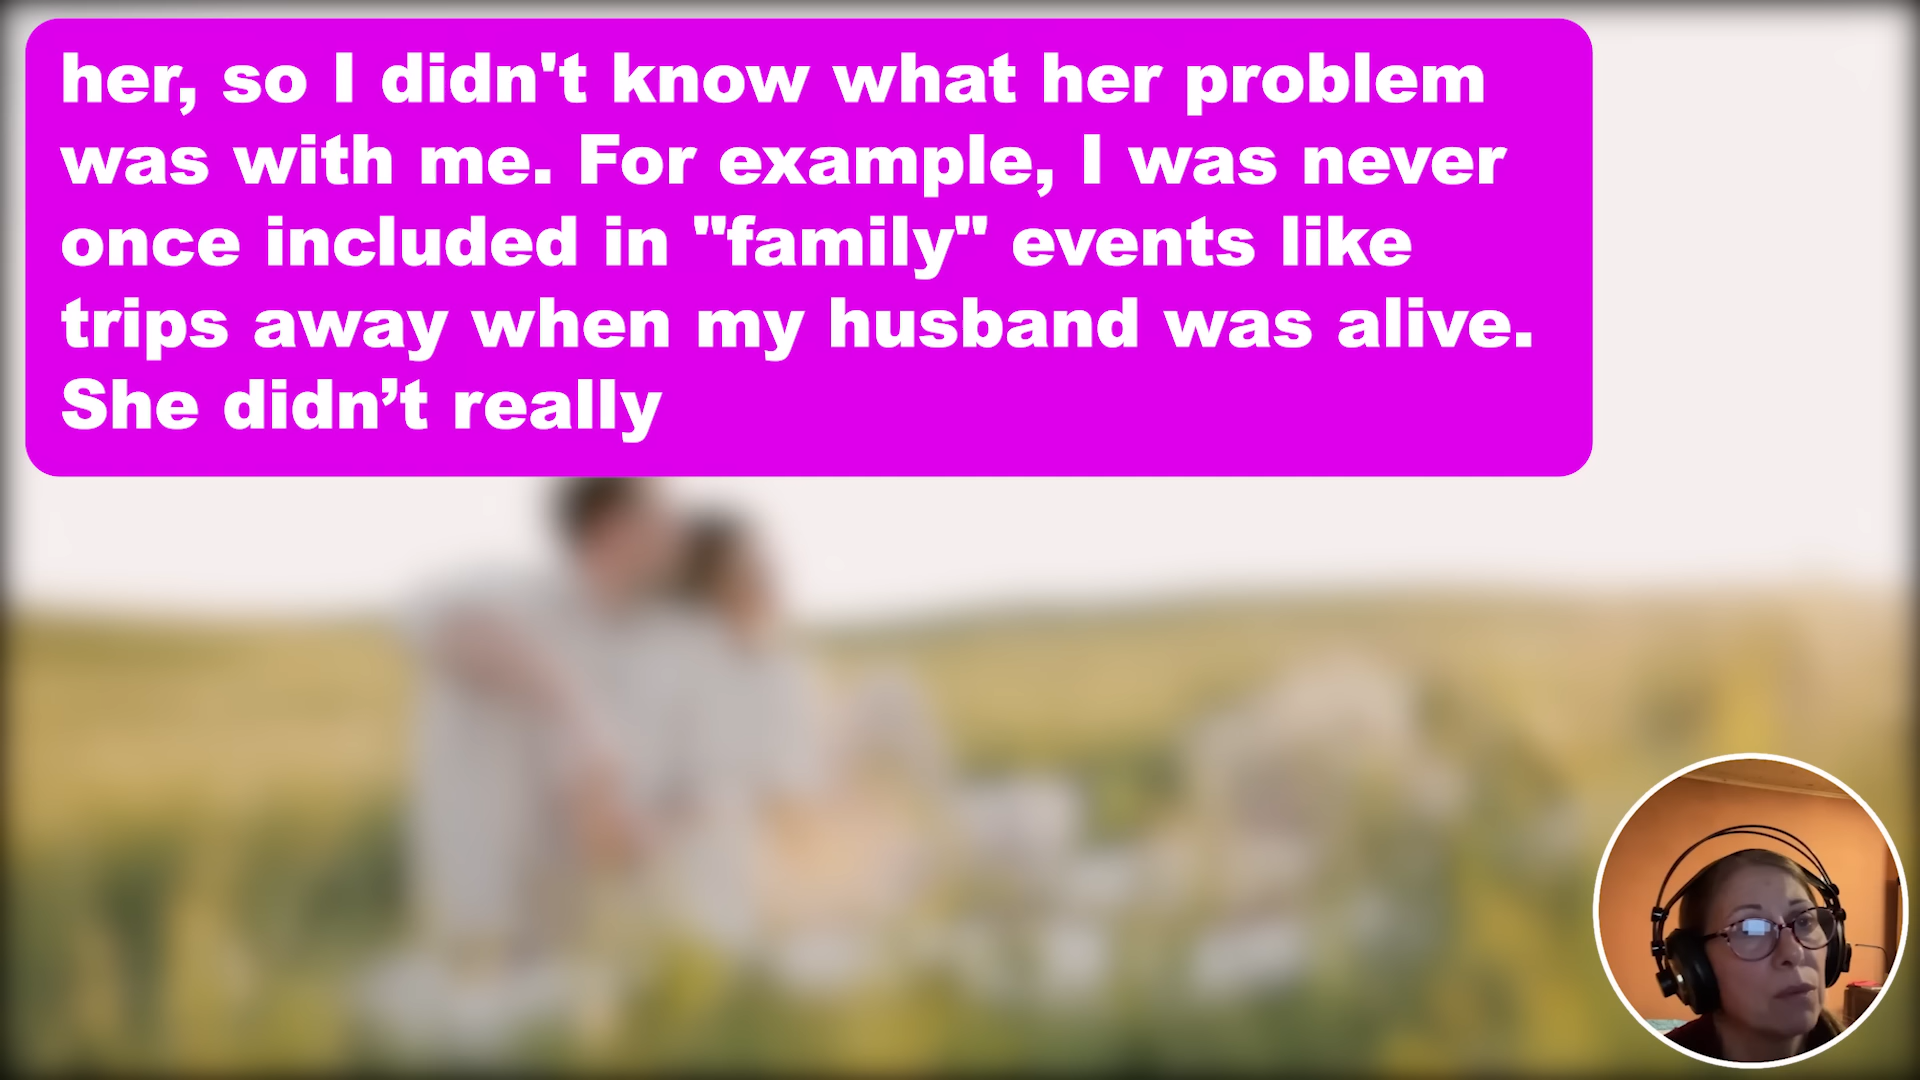 her, so I didn't know what her problem
was with me. For example, I was never
once included in "family" events like
trips away when my husband was alive.
She didn’t really